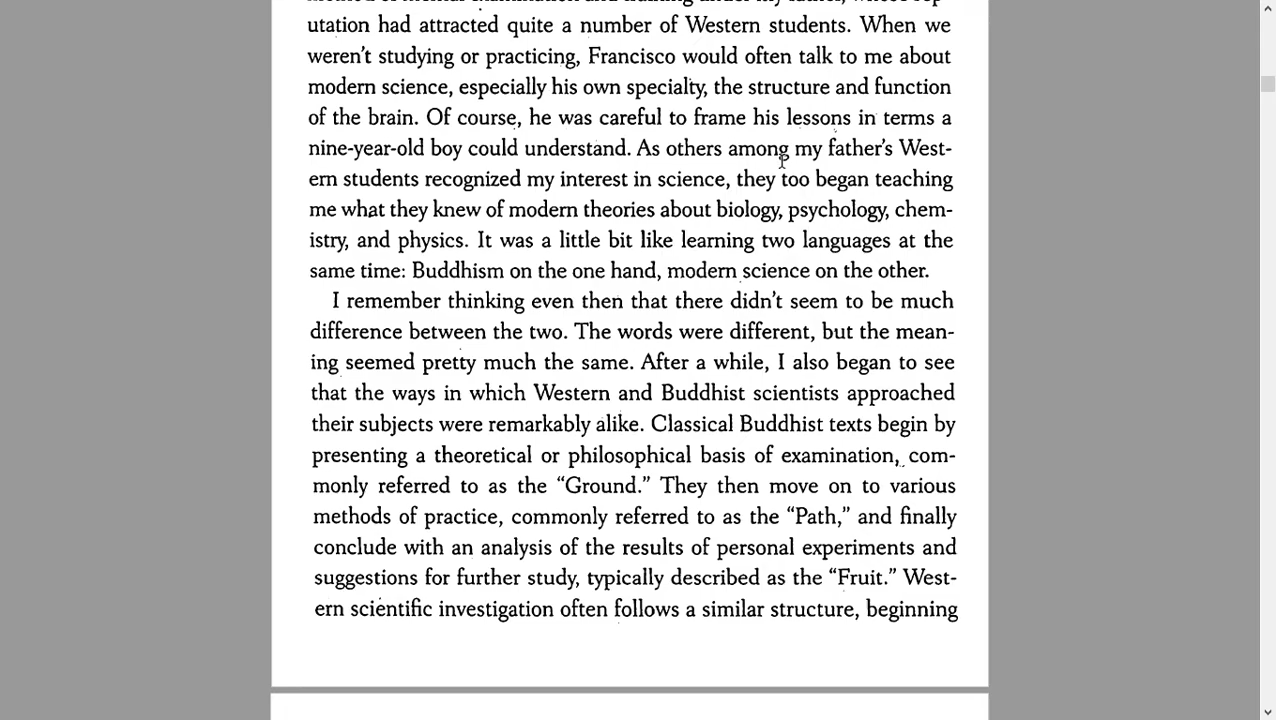 utation had attracted quite a number of Western students. When we
weren't studying or practicing, Francisco would often talk to me about
modern science, especially his own specialty, the structure and function
of the brain. Of course, he was careful to frame his lessons in terms a
nine-year-old boy could understand. As others among my father's West-
ern students recognized my interest in science, they too began teaching
me what they knew of modern theories about biology, psychology, chem-
istry, and physics. It was a little bit like learning two languages at the
same time: Buddhism on the one hand, modern science on the other.
I remember thinking even then that there didn't seem to be much
difference between the two. The words were different, but the mean-
ing seemed pretty much the same. After a while, I also began to see
that the ways in which Western and Buddhist scientists approached
their subjects were remarkably alike. Classical Buddhist texts begin by
presenting a theoretical or philosophical basis of examination, com-
monly referred to as the “Ground.” They then move on to various
methods of practice, commonly referred to as the “Path,” and finally
conclude with an analysis of the results of personal experiments and
suggestions for further study, typically described as the “Fruit.” West-
ern scientific investigation often follows a similar structure, beginning